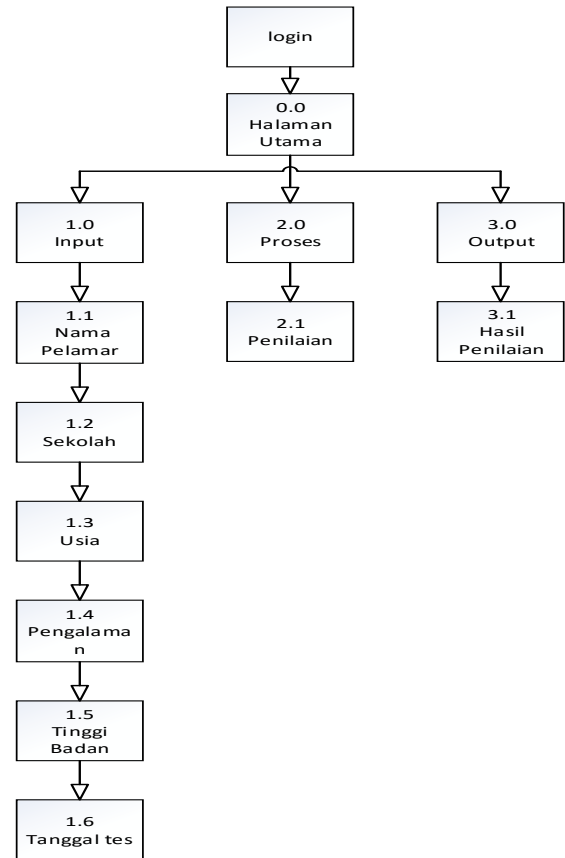 login
0.0
Halaman
Utama
1.0
Input
2.0
Proses
3.0
Output
1.1
Nama
Pelamar
2.1
Penilaian
3.1
Hasil
Penilaian
1.2
Sekolah
1.3
Usia
1.4
Pengalama
n
1.5
Tinggi
Badan
1.6
Tanggal tes